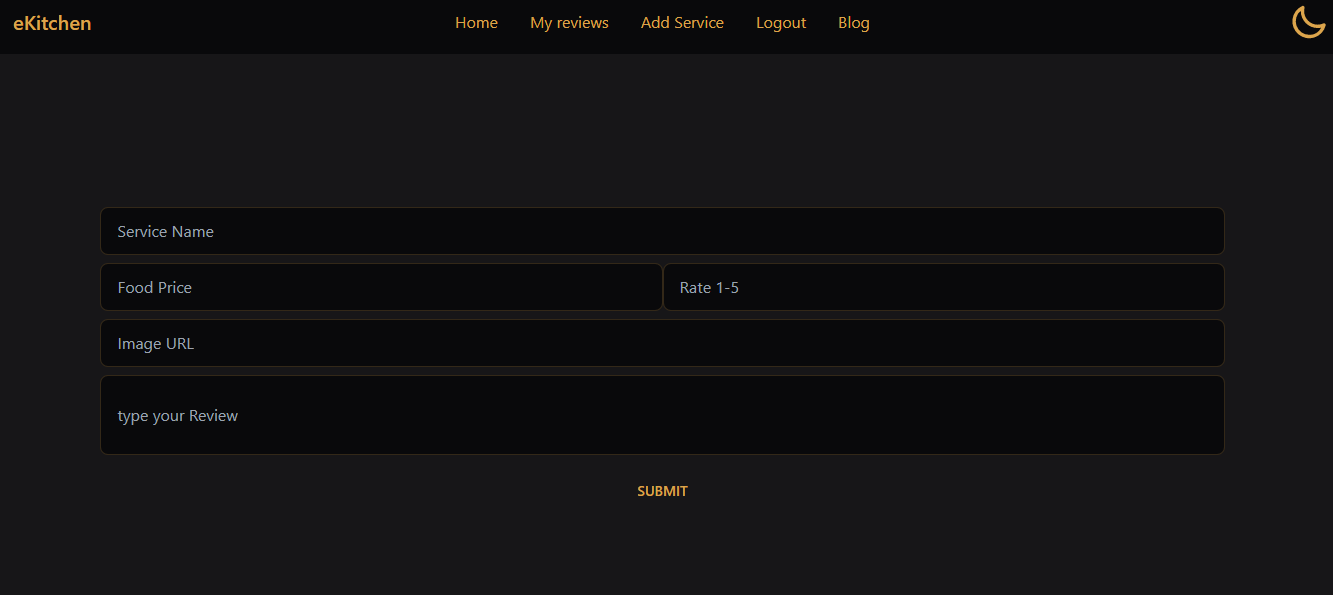 eKitchen Home My reviews Add Service Logout Blog
Service Name
Food Price Rate 1-5
Image URL
type your Review
SUBMIT